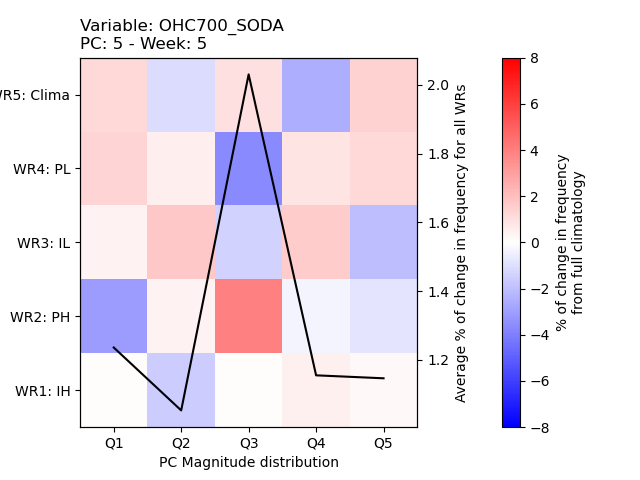 Variable: OHC700_SODA
PC: 5 - Week: 5
WR5: Clima
WR4: PL
WR3: IL
WR2: PH
WR1: IH
Q1 Q2 Q3 Q4 Q5
PC Magnitude distribution
2.0
1.8
1.6
1.4
1.2
Average % of change in frequency for all WRs
8
6
4
2
0
−2
−4
−6
−8
% of change in frequency
from full climatology